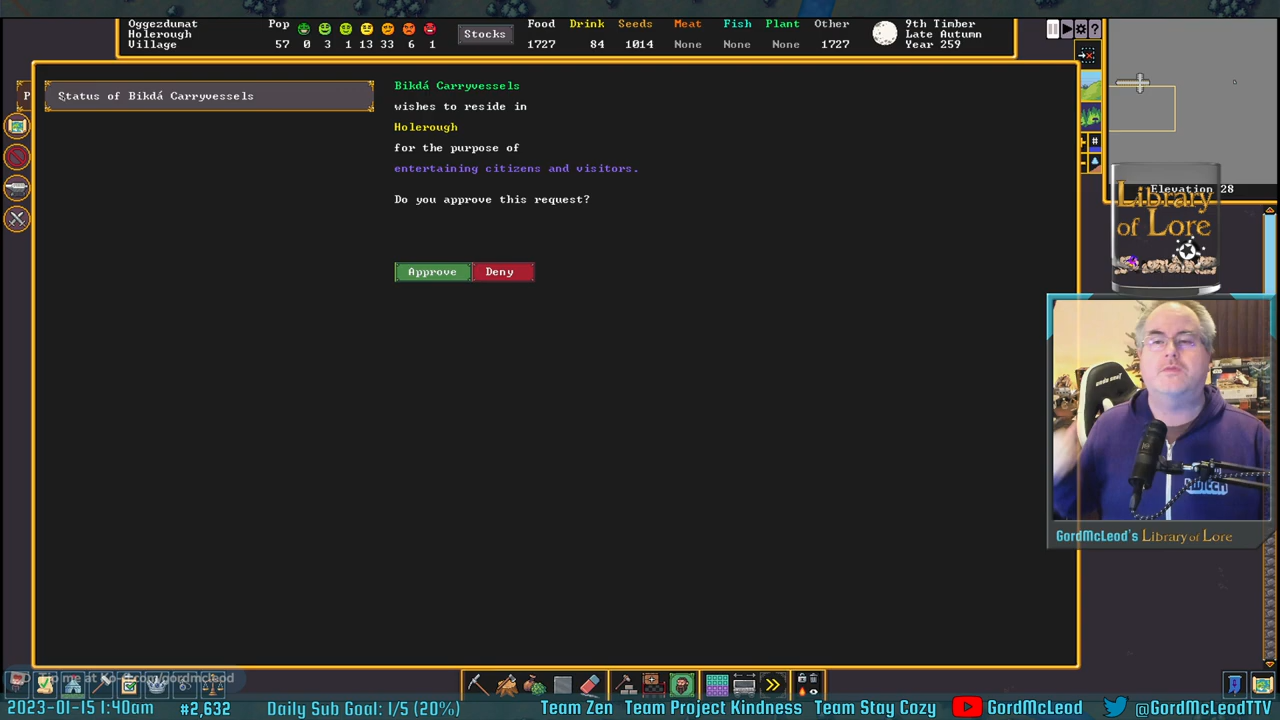 Oggezdunat
Holerough
Village
Pop
57 0 3 1 13 33 6 1
Stocks
Food Drink Seeds Meat Fish Plant Other
1727 84 1014 None None None 1727
9th Timber
Late Autumn
Year 259
Status of Bikdá Carryvessels
Bikdá Carryvessels
wishes to reside in
Holerough
for the purpose of
entertaining citizens and visitors.
Do you approve this request?
Approve Deny
Elevation 28
Library
of Lore
GordMcLeod's Library of Lore
2023-01-15 1:40am #2,632 Daily Sub Goal: 1/5 (20%) Team Zen Team Project Kindness Team Stay Cozy GordMcLeod @GordMcLeodTTV